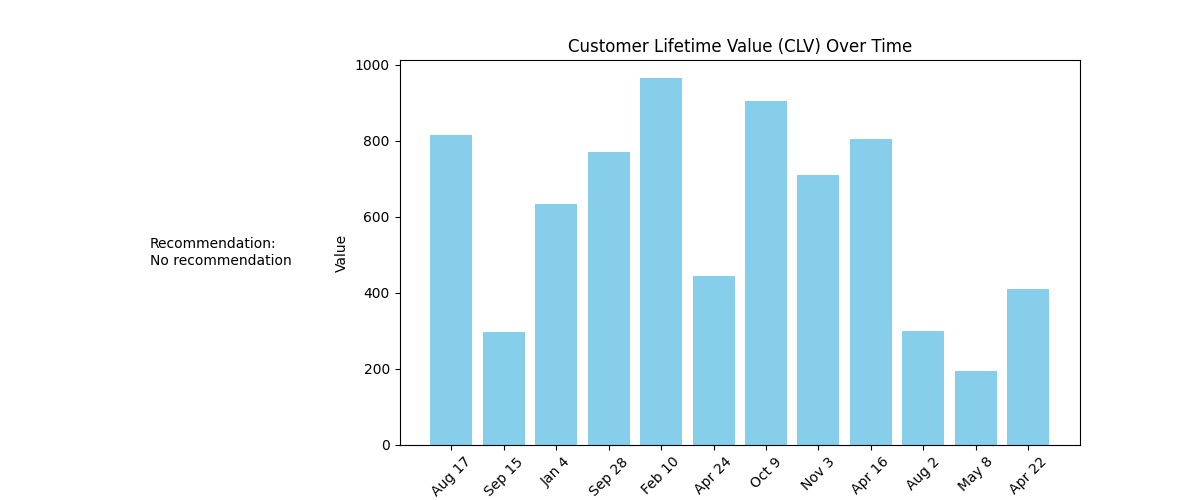 Customer Lifetime Value (CLV) Over Time
1000
800
600
400
200
0
Value
Recommendation:
No recommendation
Aug 17
Sep 15
Jan 4
Sep 28
Feb 10
Apr 24
Oct 9
Nov 3
Apr 16
Aug 2
May 8
Apr 22